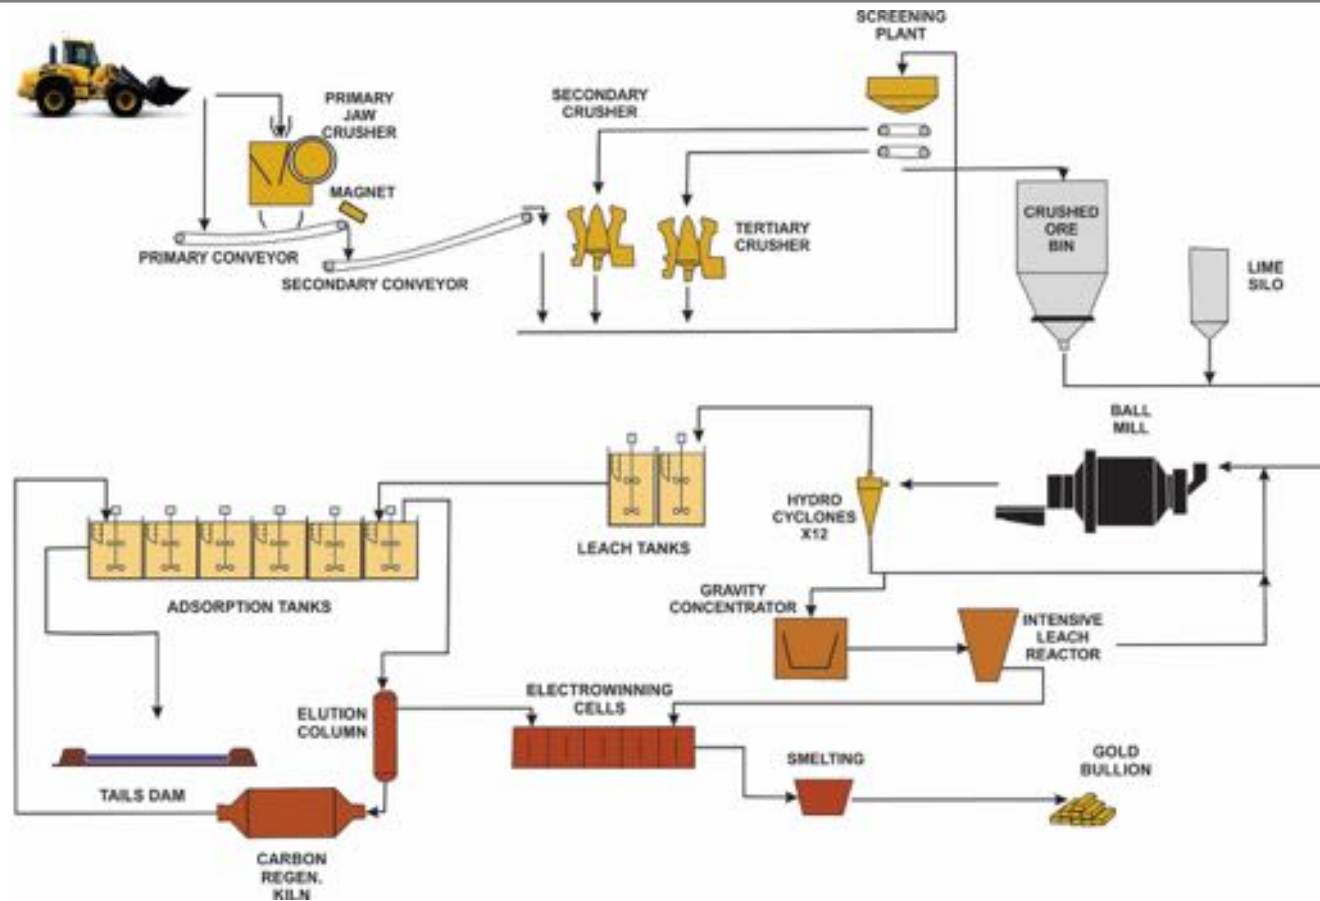 SCREENING
PLANT
PRIMARY
JAW
CRUSHER
SECONDARY
CRUSHER
MAGNET
CRUSHED
ORE
BIN
TERTIARY
CRUSHER
PRIMARY CONVEYOR
SECONDARY CONVEYOR
LIME
SILO
BALL
MILL
HYDRO
CYCLONES
X12
LEACH TANKS
ADSORPTION TANKS
GRAVITY
CONCENTRATOR
INTENSIVE
LEACH
REACTOR
ELECTROWINNING
CELLS
ELUTION
COLUMN
SMELTING
GOLD
BULLION
TAILS DAM
CARBON
REGEN.
KILN